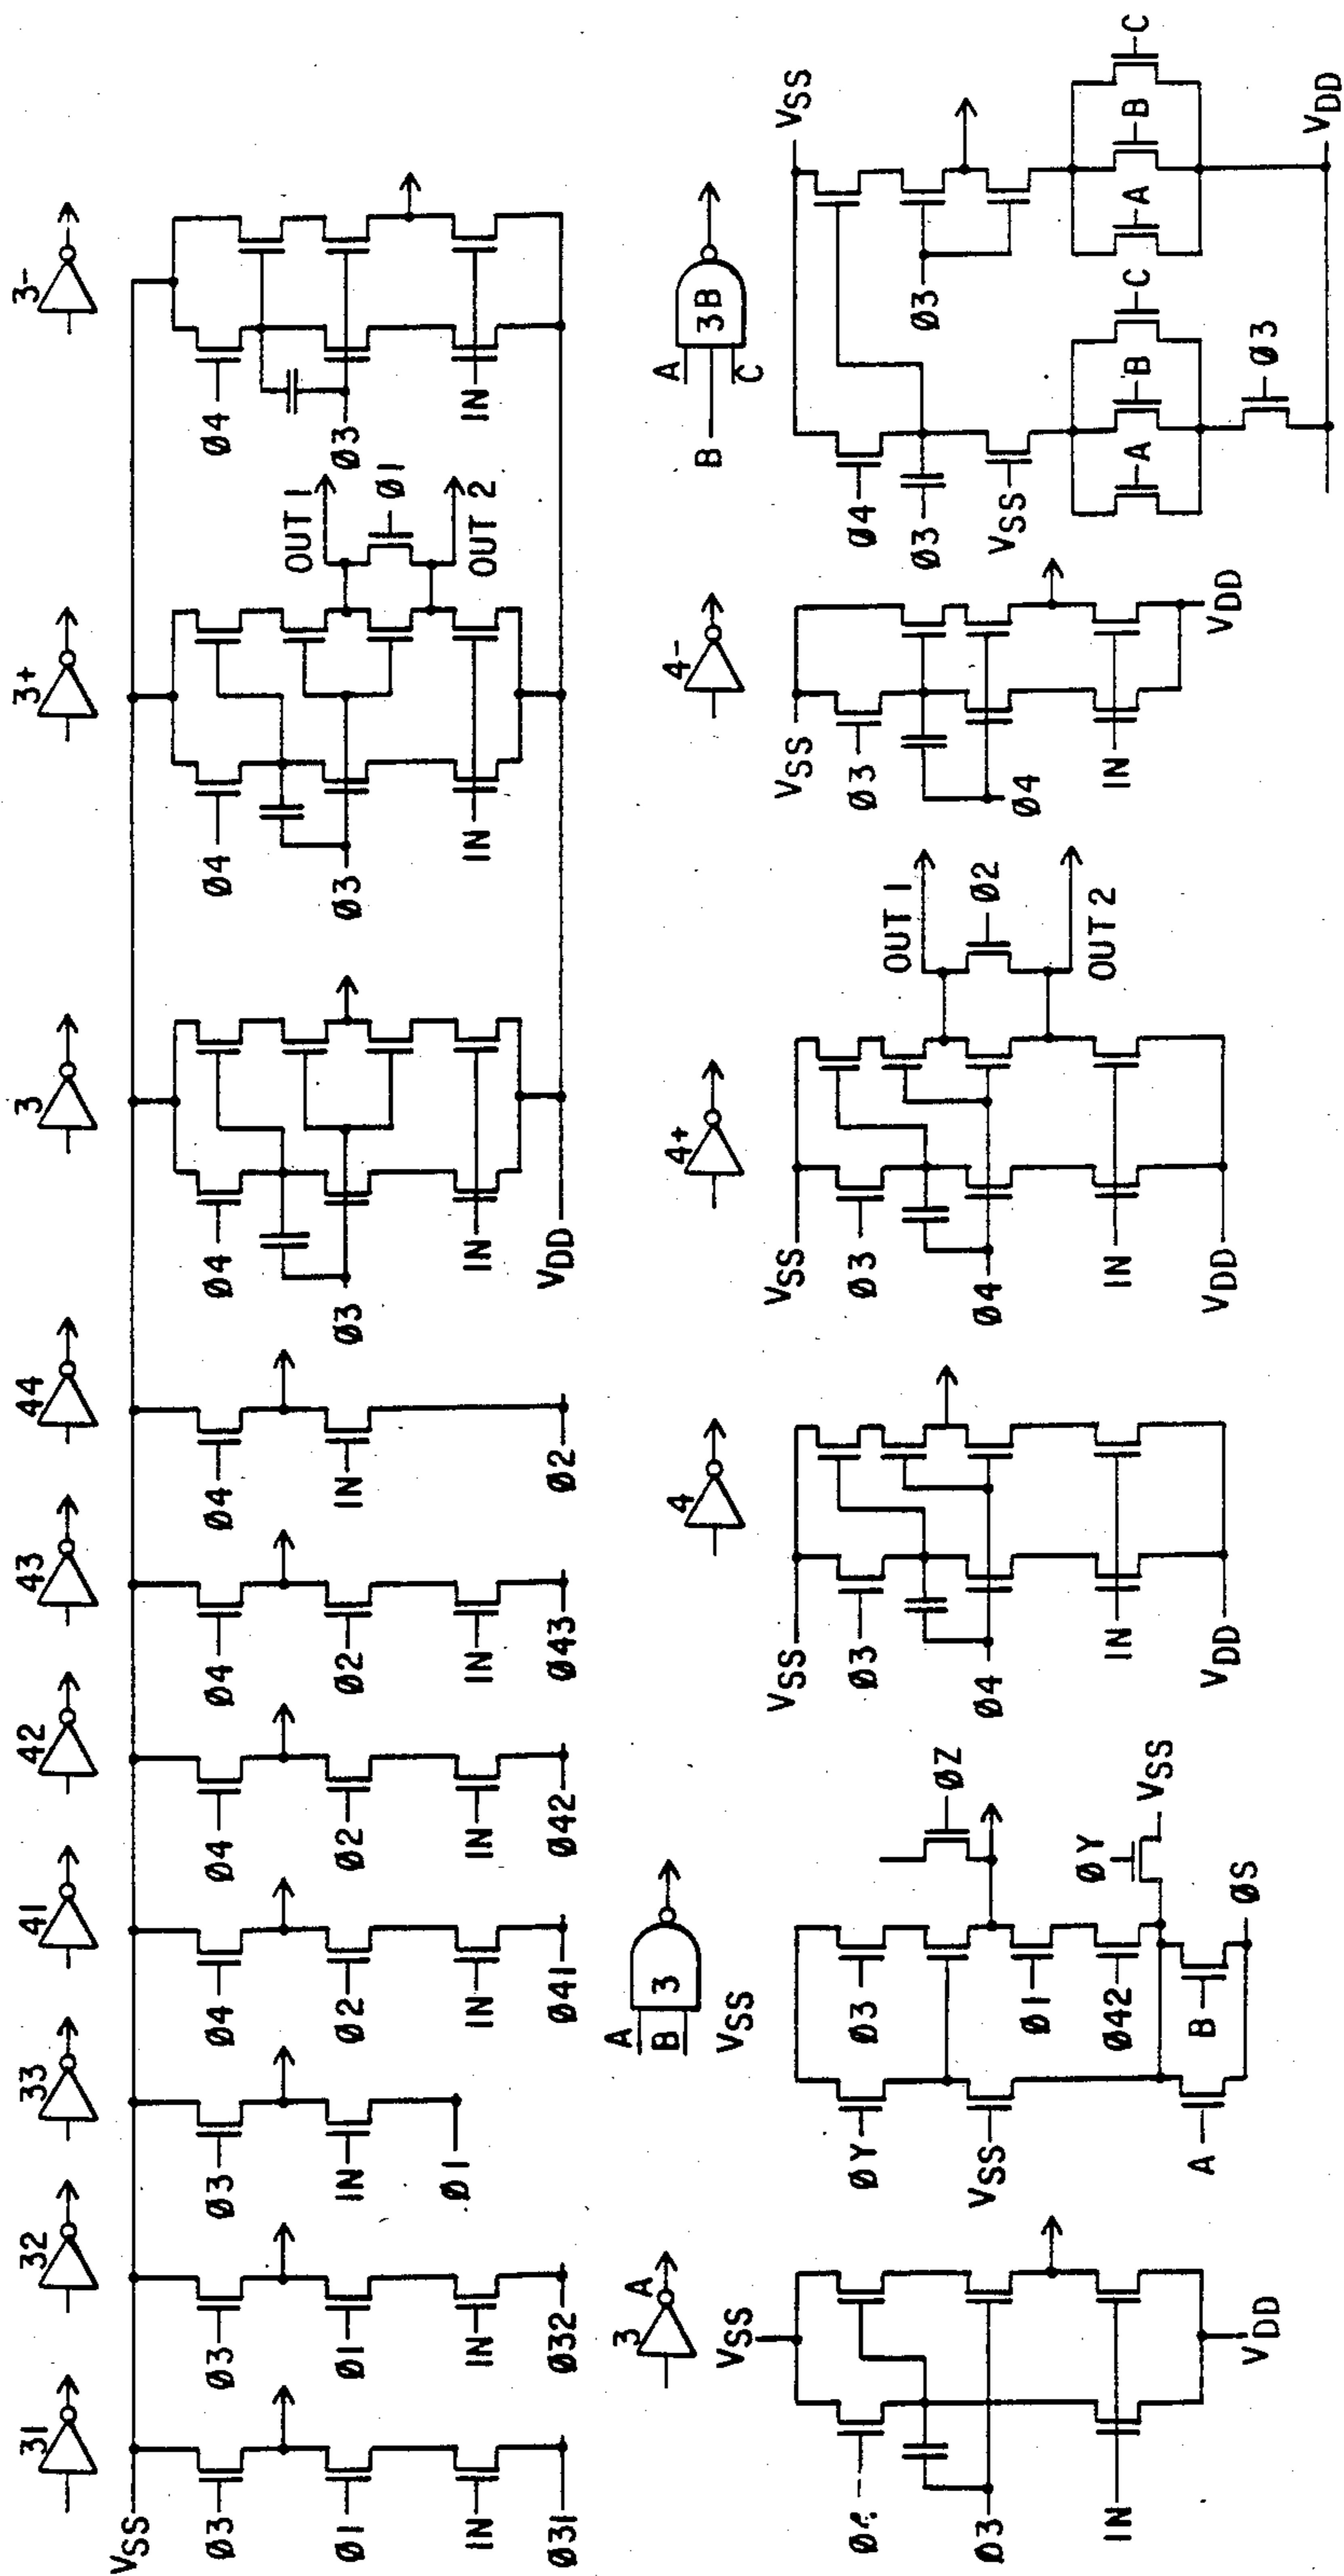 31 32 33 41 42 43 44 3 3+ 3-
VSS
Ø3 Ø3 Ø3 Ø4 Ø4 Ø4 Ø4 Ø4 Ø4 Ø4
OUT 1
Ø1 Ø1 IN Ø2 Ø2 Ø2 IN Ø3 Ø3 Ø1 Ø3
OUT 2
IN IN Ø1 IN IN IN IN IN IN
Ø31 Ø32 Ø41 Ø42 Ø43 Ø2 VDD
3 A
VSS
Ø3
IN
VDD
A
B 3
VSS
ØY Ø3 ØZ
VSS Ø1
Ø42 ØY VSS
A B ØS
4
VSS
Ø3
Ø4
IN
VDD
4+
VSS
Ø3
OUT 1
Ø4 Ø2
OUT 2
IN
VDD
4-
VSS
Ø3
Ø4
IN
VDD
A
B 3B
C
VSS
Ø4
Ø3 Ø3
VSS
A B C A B C
Ø3
VDD